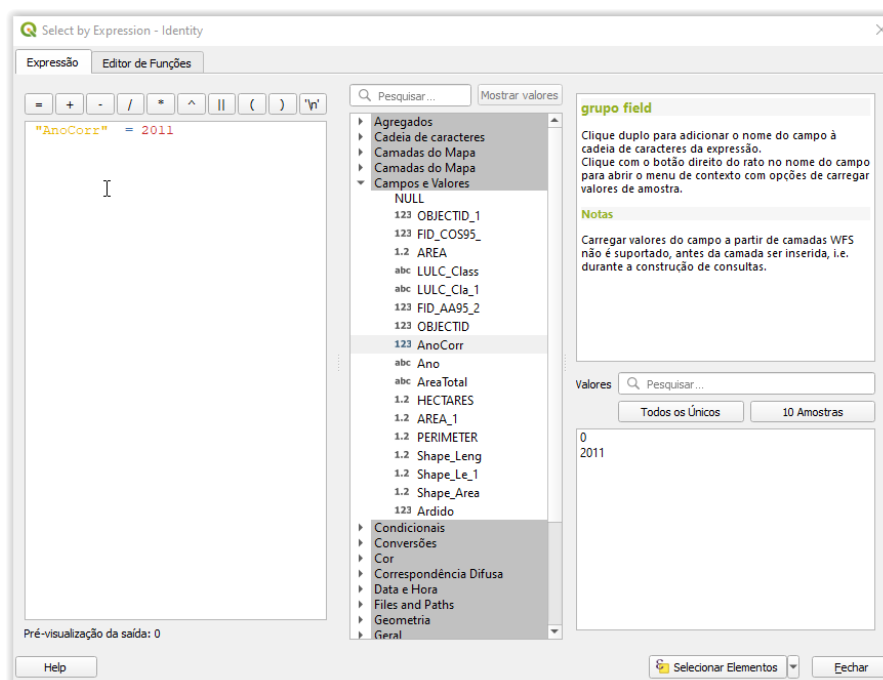 Select by Expression - Identity
Expressão
Editor de Funções
= + - / * ^ || ( ) '\n'
"AnoCorr" = 2011
Pré-visualização da saída: 0
Pesquisar...
Mostrar valores
Agregados
Cadeia de caracteres
Camadas do Mapa
Camadas do Mapa
Campos e Valores
NULL
123 OBJECTID_1
123 FID_COS95_
1.2 AREA
abc LULC_Class
abc LULC_Cla_1
123 FID_AA95_2
123 OBJECTID
123 AnoCorr
abc Ano
abc AreaTotal
1.2 HECTARES
1.2 AREA_1
1.2 PERIMETER
1.2 Shape_Leng
1.2 Shape_Le_1
1.2 Shape_Area
123 Ardido
Condicionais
Conversões
Cor
Correspondência Difusa
Data e Hora
Files and Paths
Geometria
Geral
grupo field
Clique duplo para adicionar o nome do campo à
cadeia de caracteres da expressão.
Clique com o botão direito do rato no nome do campo
para abrir o menu de contexto com opções de carregar
valores de amostra.
Notas
Carregar valores do campo a partir de camadas WFS
não é suportado, antes da camada ser inserida, i.e.
durante a construção de consultas.
Valores
Pesquisar...
Todos os Únicos
10 Amostras
0
2011
Help
Selecionar Elementos
Fechar